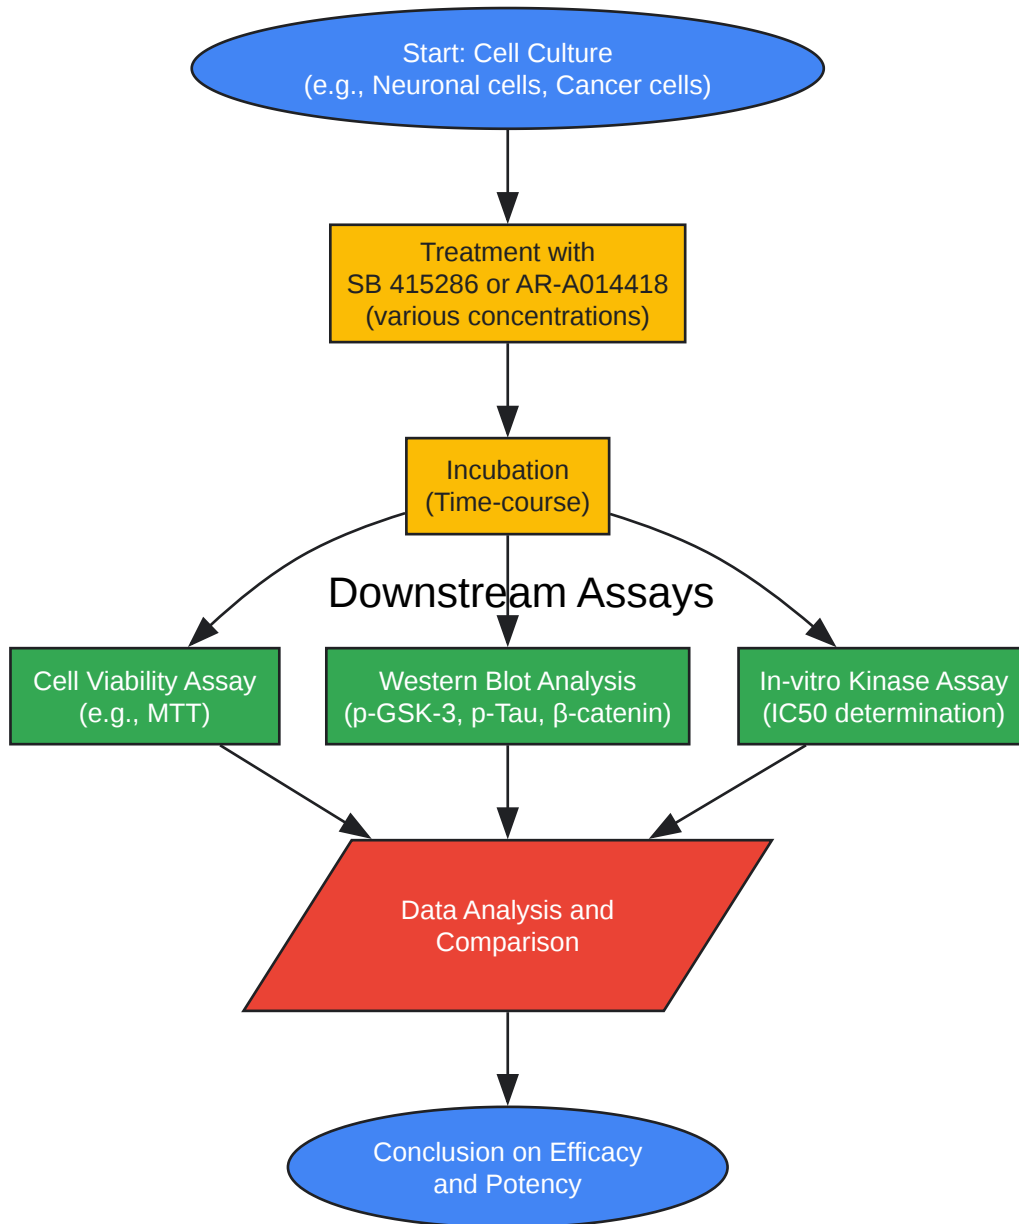 Start: Cell Culture
(e.g., Neuronal cells, Cancer cells)
Treatment with
SB 415286 or AR-A014418
(various concentrations)
Incubation
(Time-course)
Downstream Assays
Cell Viability Assay
(e.g., MTT)
Western Blot Analysis
(p-GSK-3, p-Tau, β-catenin)
In-vitro Kinase Assay
(IC50 determination)
Data Analysis and
Comparison
Conclusion on Efficacy
and Potency